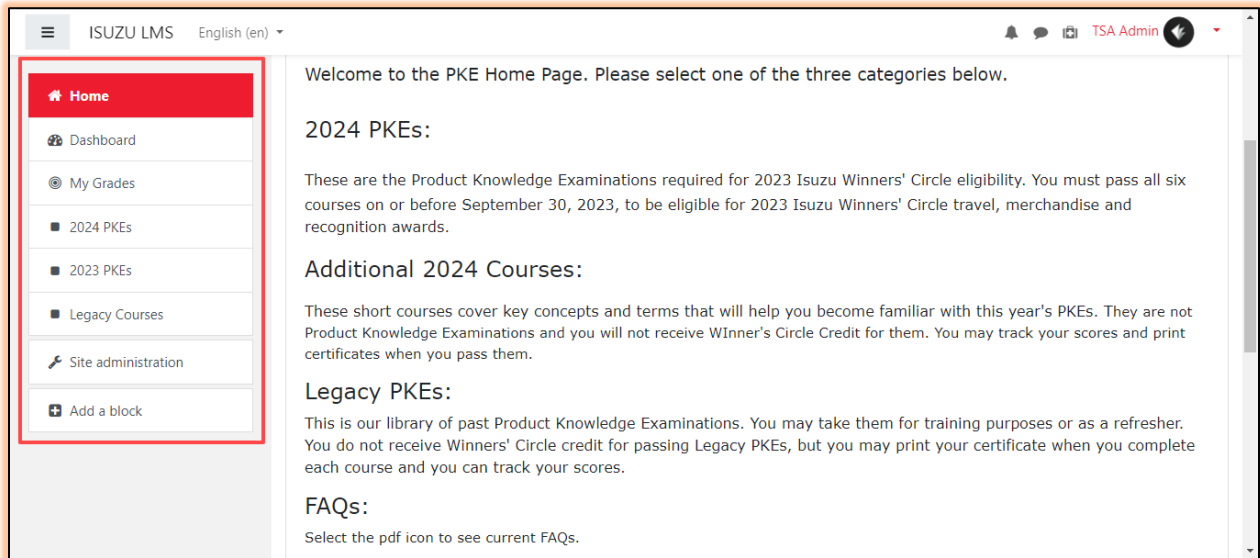 ISUZU LMS English (en)
TSA Admin
Home
Dashboard
My Grades
2024 PKEs
2023 PKEs
Legacy Courses
Site administration
Add a block
Welcome to the PKE Home Page. Please select one of the three categories below.
2024 PKEs:
These are the Product Knowledge Examinations required for 2023 Isuzu Winners' Circle eligibility. You must pass all six
courses on or before September 30, 2023, to be eligible for 2023 Isuzu Winners' Circle travel, merchandise and
recognition awards.
Additional 2024 Courses:
These short courses cover key concepts and terms that will help you become familiar with this year's PKEs. They are not
Product Knowledge Examinations and you will not receive WInner's Circle Credit for them. You may track your scores and print
certificates when you pass them.
Legacy PKEs:
This is our library of past Product Knowledge Examinations. You may take them for training purposes or as a refresher.
You do not receive Winners' Circle credit for passing Legacy PKEs, but you may print your certificate when you complete
each course and you can track your scores.
FAQs:
Select the pdf icon to see current FAQs.